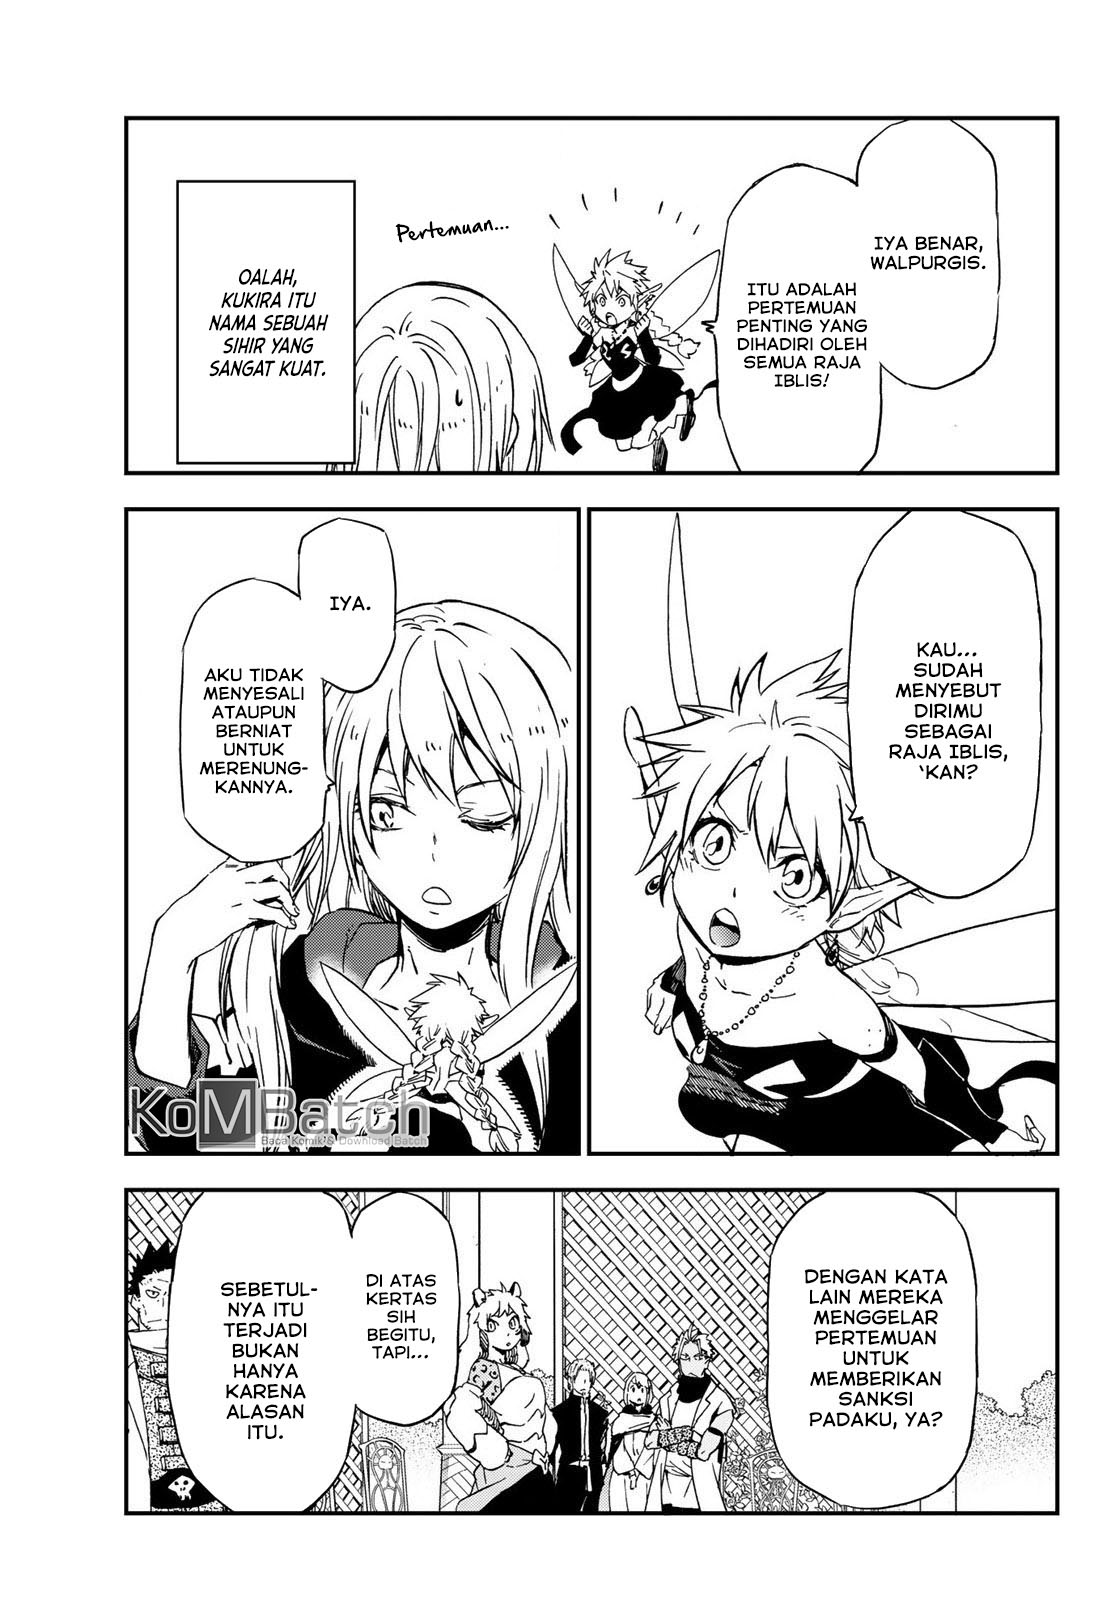 IYA BENAR,
WALPURGIS.
ITU ADALAH
PERTEMUAN
PENTING YANG
DIHADIRI OLEH
SEMUA RAJA
IBLIS!
Pertemuan...
OALAH,
KUKIRA ITU
NAMA SEBUAH
SIHIR YANG
SANGAT KUAT.
KAU...
SUDAH
MENYEBUT
DIRIMU
SEBAGAI
RAJA IBLIS,
'KAN?
IYA.
AKU TIDAK
MENYESALI
ATAUPUN
BERNIAT
UNTUK
MERENUNG-
KANNYA.
KoMBatch
Baca Komik & Download Batch
DENGAN KATA
LAIN MEREKA
MENGGELAR
PERTEMUAN
UNTUK
MEMBERIKAN
SANKSI
PADAKU, YA?
DI ATAS
KERTAS
SIH
BEGITU,
TAPI...
SEBETUL-
NYA ITU
TERJADI
BUKAN
HANYA
KARENA
ALASAN
ITU.